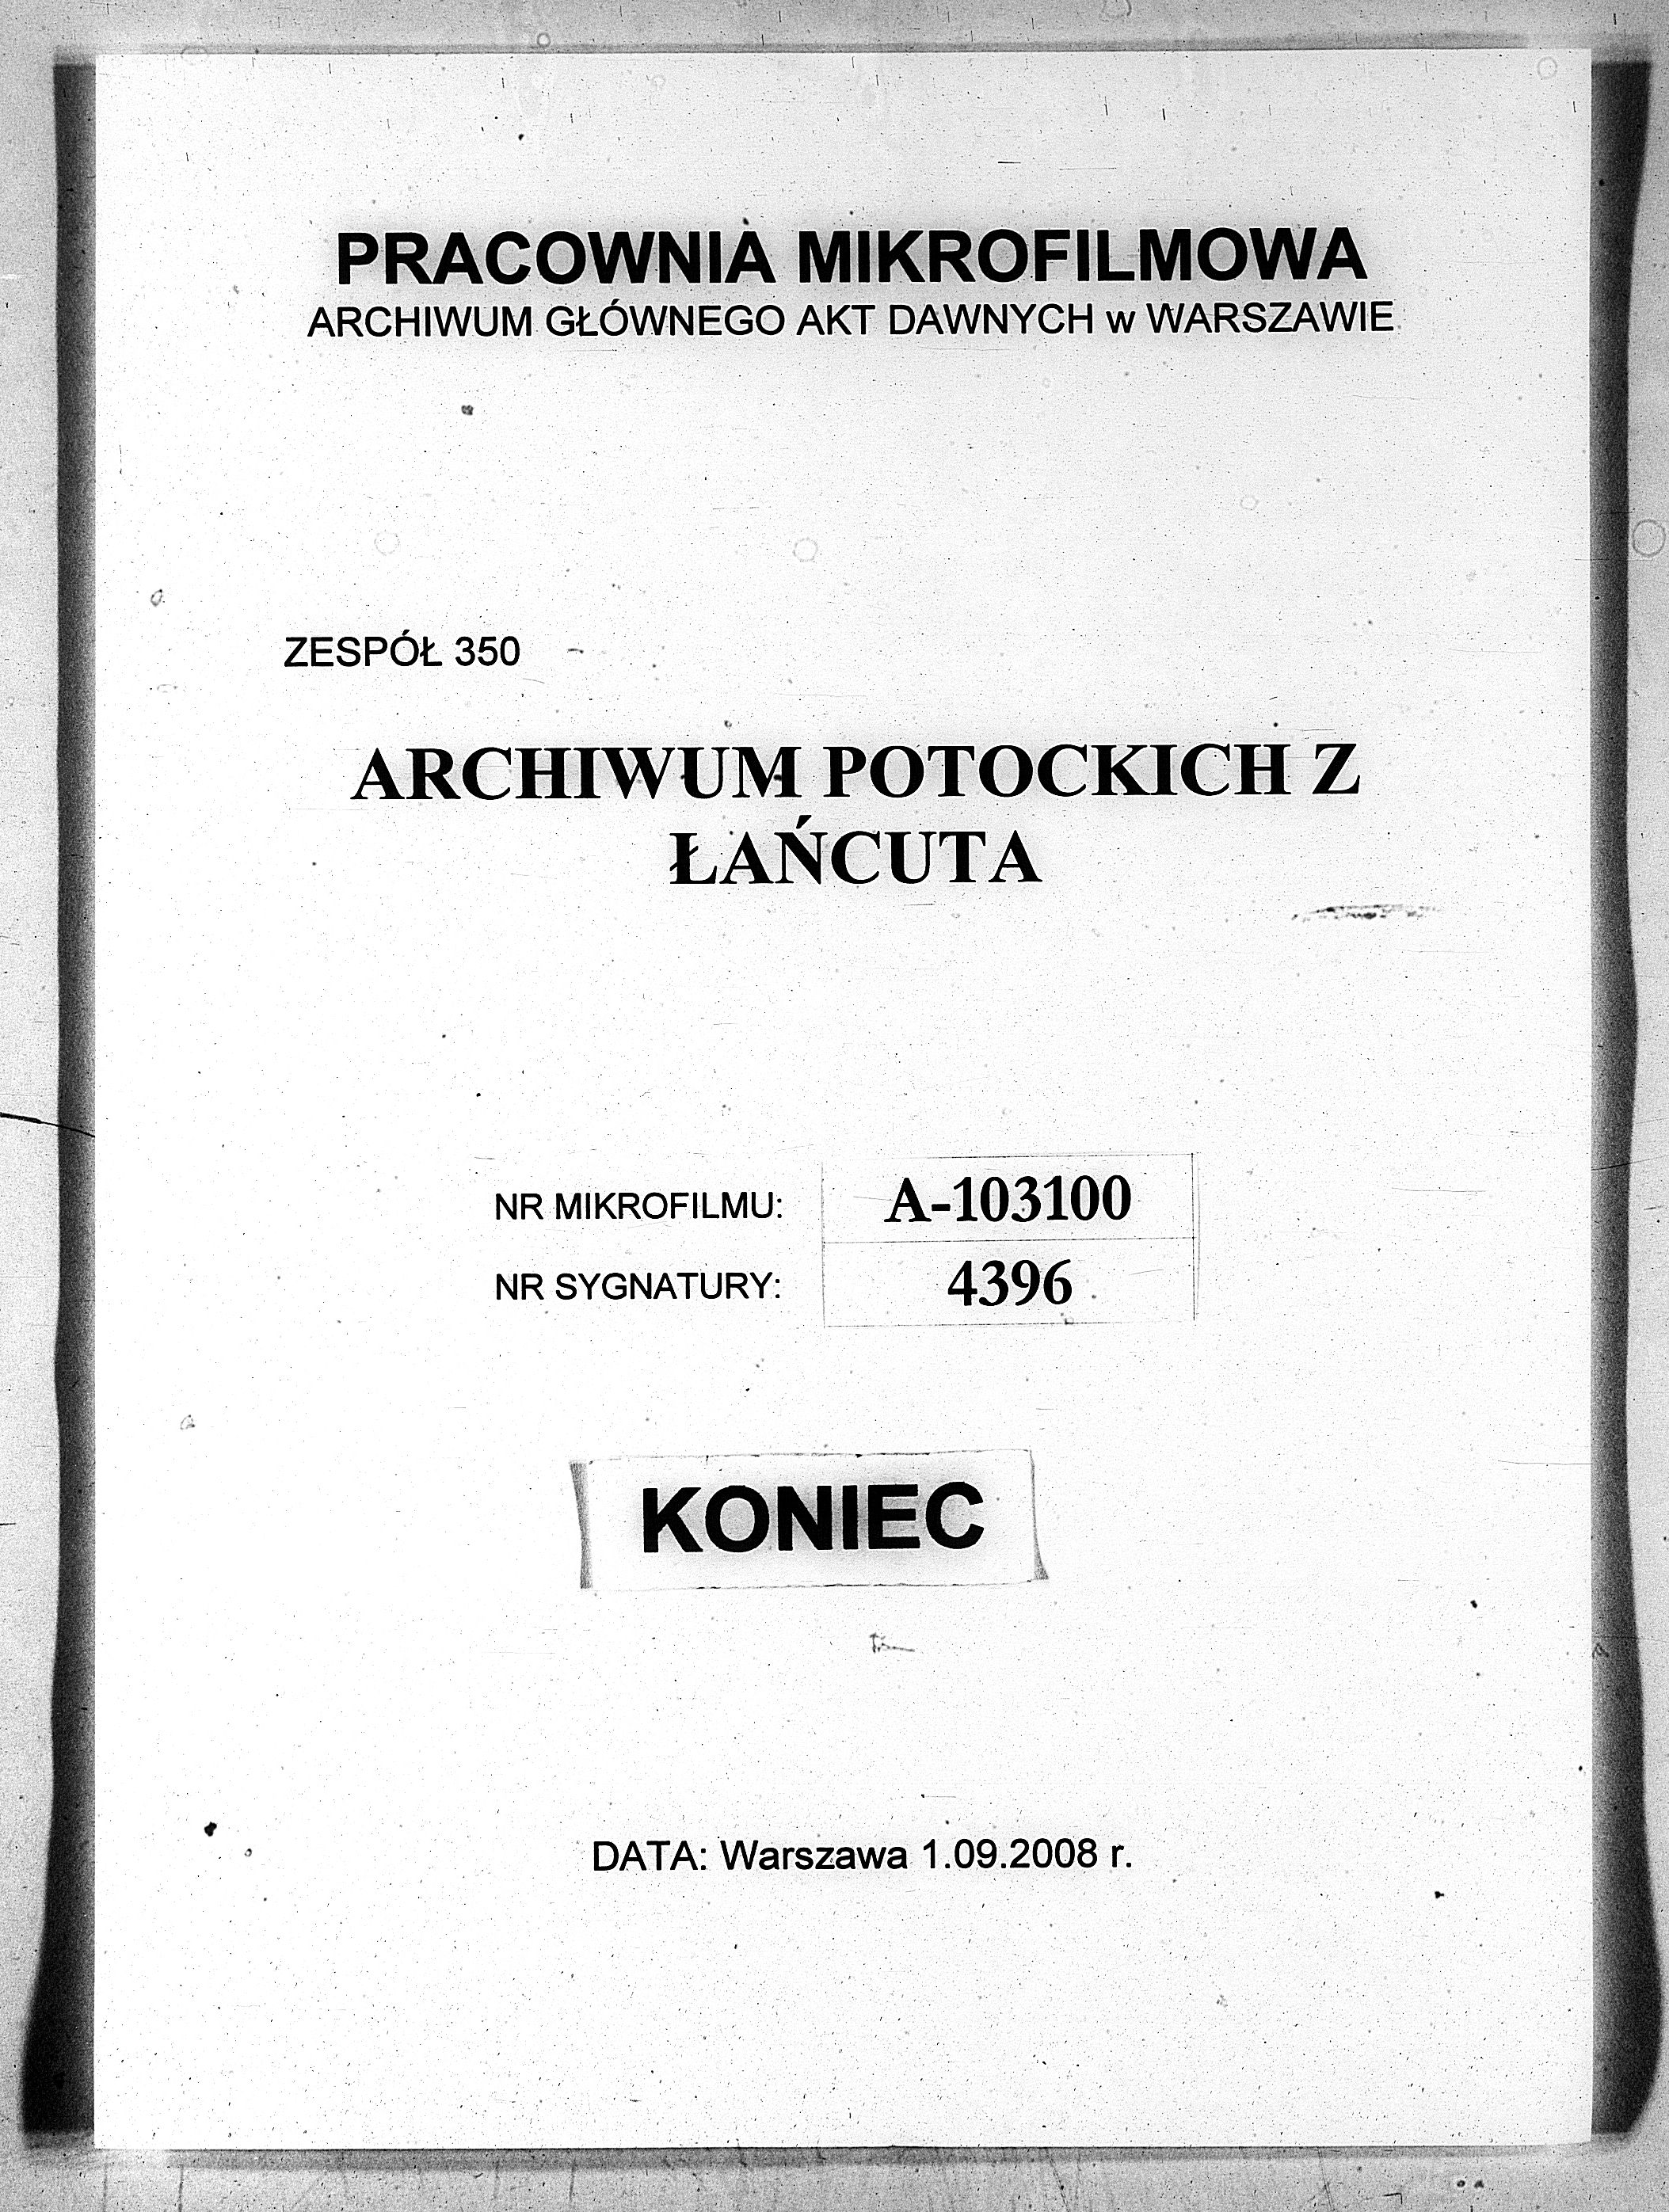 PRACOWNIA MIKROFILMOWA
ARCHIWUM GŁÓWNEGO AKT DAWNYCH w WARSZAWIE
ZESPÓŁ 350
ARCHIWUM POTOCKICH Z
ŁAŃCUTA
NR MIKROFILMU: A-103100
NR SYGNATURY: 4396
KONIEC
DATA: Warszawa 1.09.2008 r.